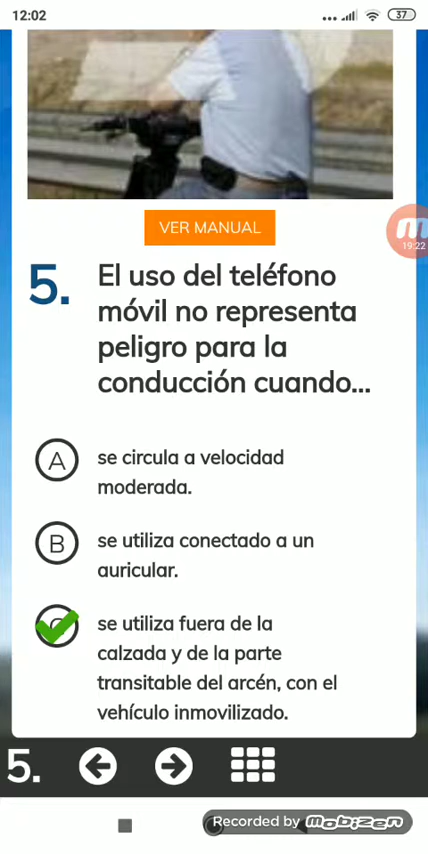 12:02
37
VER MANUAL
19:22
5. El uso del teléfono
móvil no representa
peligro para la
conducción cuando...
A se circula a velocidad
moderada.
B se utiliza conectado a un
auricular.
se utiliza fuera de la
calzada y de la parte
transitable del arcén, con el
vehículo inmovilizado.
5.
Recorded by mobizen